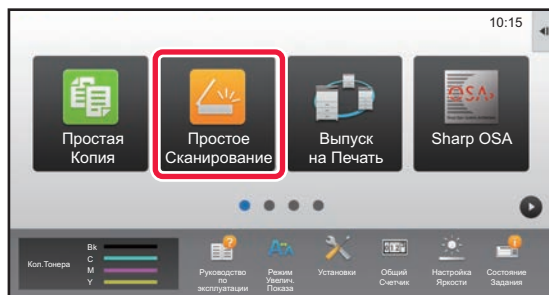 10:15
Простая
Копия
Простое
Сканирование
Выпуск
на Печать
Sharp OSA
Кол.Тонера
Bk
C
M
Y
Руководство
по
эксплуатации
Режим
Увелич.
Показа
Установки
Общий
Счетчик
Настройка
Яркости
Состояние
Задания